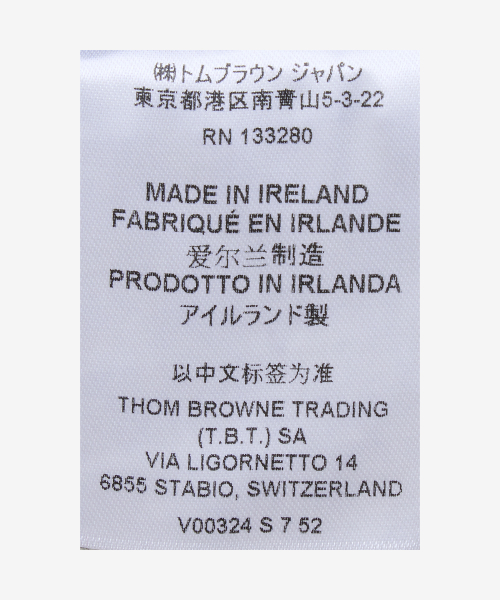 ㈱トムブラウン ジャパン
東京都港区南青山5-3-22
RN 133280
MADE IN IRELAND
FABRIQUÉ EN IRLANDE
爱尔兰制造
PRODOTTO IN IRLANDA
アイルランド製
以中文标签为准
THOM BROWNE TRADING
(T.B.T.) SA
VIA LIGORNETTO 14
6855 STABIO, SWITZERLAND
V00324 S 7 52